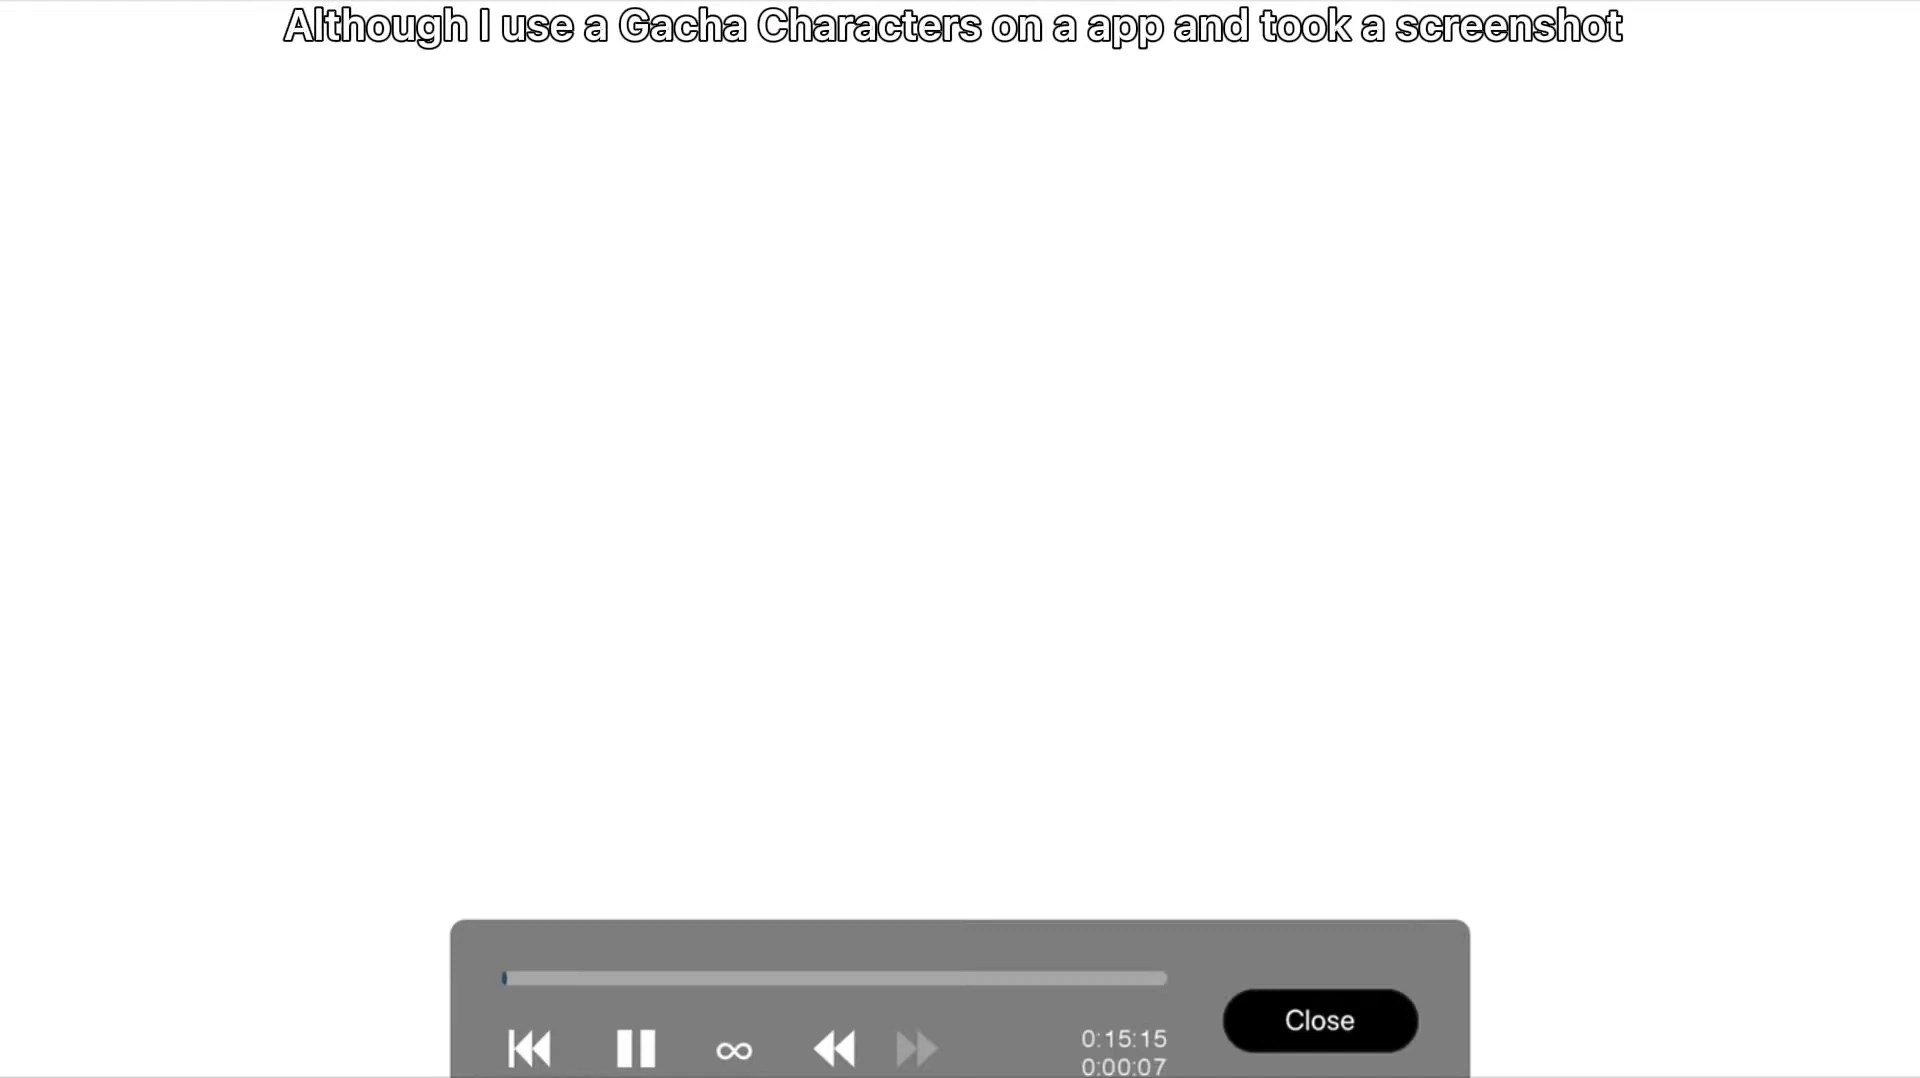 Although I use a Gacha Characters on a app and took a screenshot
Close
0:15:15
0:00:07